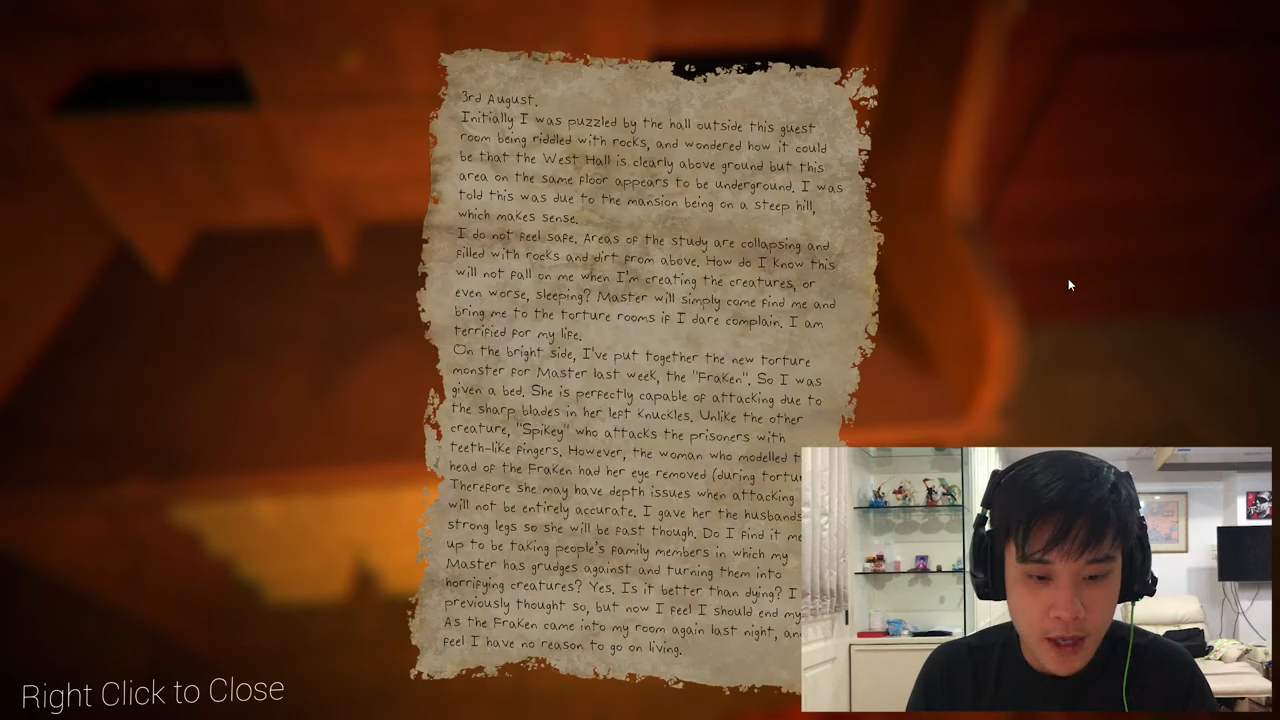 3rd August.
Initially I was puzzled by the hall outside this guest
room being riddled with rocks, and wondered how it could
be that the West Hall is clearly above ground but this
area on the same floor appears to be underground. I was
told this was due to the mansion being on a steep hill,
which makes sense.
I do not feel safe. Areas of the study are collapsing and
filled with rocks and dirt from above. How do I know this
will not fall on me when I'm creating the creatures, or
even worse, sleeping? Master will simply come find me and
bring me to the torture rooms if I dare complain. I am
terrified for my life.
On the bright side, I've put together the new torture
monster for Master last week, the "Fraken". So I was
given a bed. She is perfectly capable of attacking due to
the sharp blades in her left knuckles. Unlike the other
creature, "Spikey" who attacks the prisoners with
teeth-like fingers. However, the woman who modelled t
head of the Fraken had her eye removed (during tortu
Therefore she may have depth issues when attacking
will not be entirely accurate. I gave her the husbands
strong legs so she will be fast though. Do I find it me
up to be taking people's family members in which my
Master has grudges against and turning them into
horrifying creatures? Yes. Is it better than dying? I
previously thought so, but now I feel I should end my
As the Fraken came into my room again last night, an
feel I have no reason to go on living.
Right Click to Close